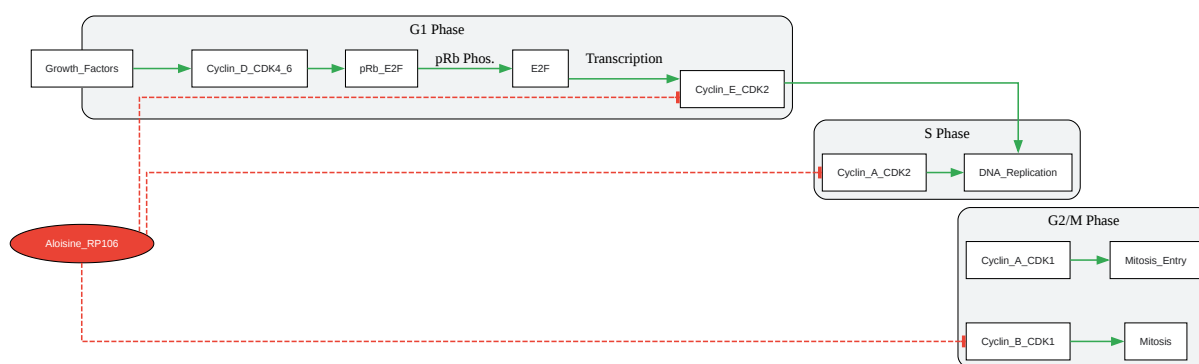 G1 Phase
Growth_Factors
Cyclin_D_CDK4_6
pRb_E2F
pRb Phos.
E2F
Transcription
Cyclin_E_CDK2
S Phase
Cyclin_A_CDK2
DNA_Replication
G2/M Phase
Aloisine_RP106
Cyclin_A_CDK1
Mitosis_Entry
Cyclin_B_CDK1
Mitosis